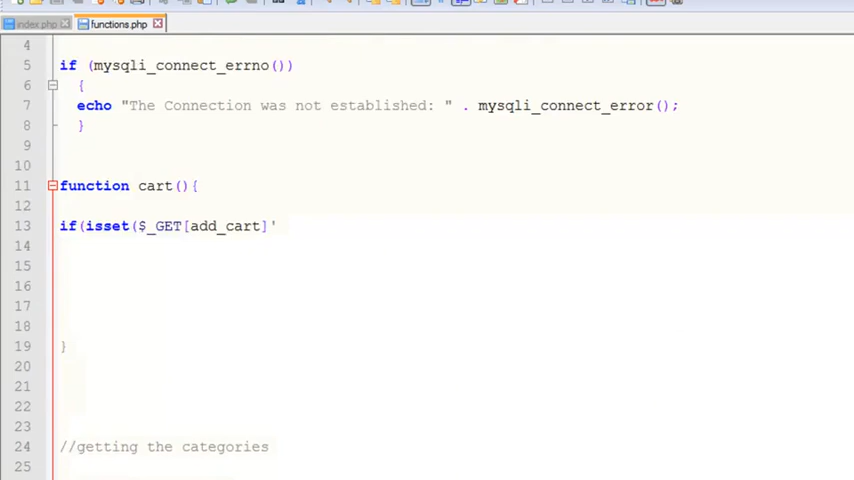 index.php functions.php
4
5 if (mysqli_connect_errno())
6 {
7 echo "The Connection was not established: " . mysqli_connect_error();
8 }
9
10
11 function cart(){
12
13 if(isset($_GET[add_cart]'
14
15
16
17
18
19 }
20
21
22
23
24 //getting the categories
25